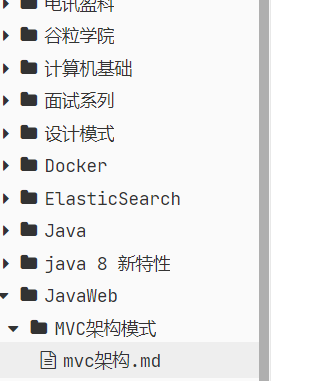 电讯盈科
谷粒学院
计算机基础
面试系列
设计模式
Docker
ElasticSearch
Java
java 8 新特性
JavaWeb
MVC架构模式
mvc架构.md